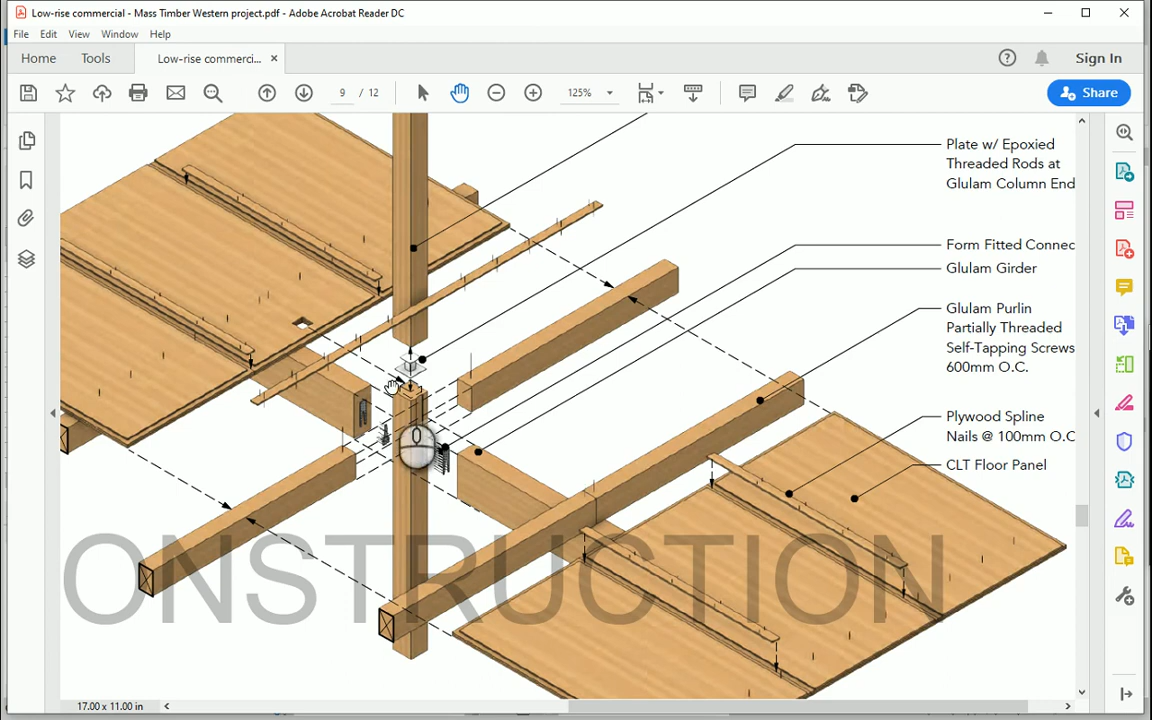 Low-rise commercial - Mass Timber Western project.pdf - Adobe Acrobat Reader DC
File Edit View Window Help
Home Tools Low-rise commerci... × Sign In
9 / 12 125% Share
Plate w/ Epoxied
Threaded Rods at
Glulam Column End
Form Fitted Connec
Glulam Girder
Glulam Purlin
Partially Threaded
Self-Tapping Screws
600mm O.C.
Plywood Spline
Nails @ 100mm O.C
CLT Floor Panel
ONSTRUCTION
17.00 x 11.00 in